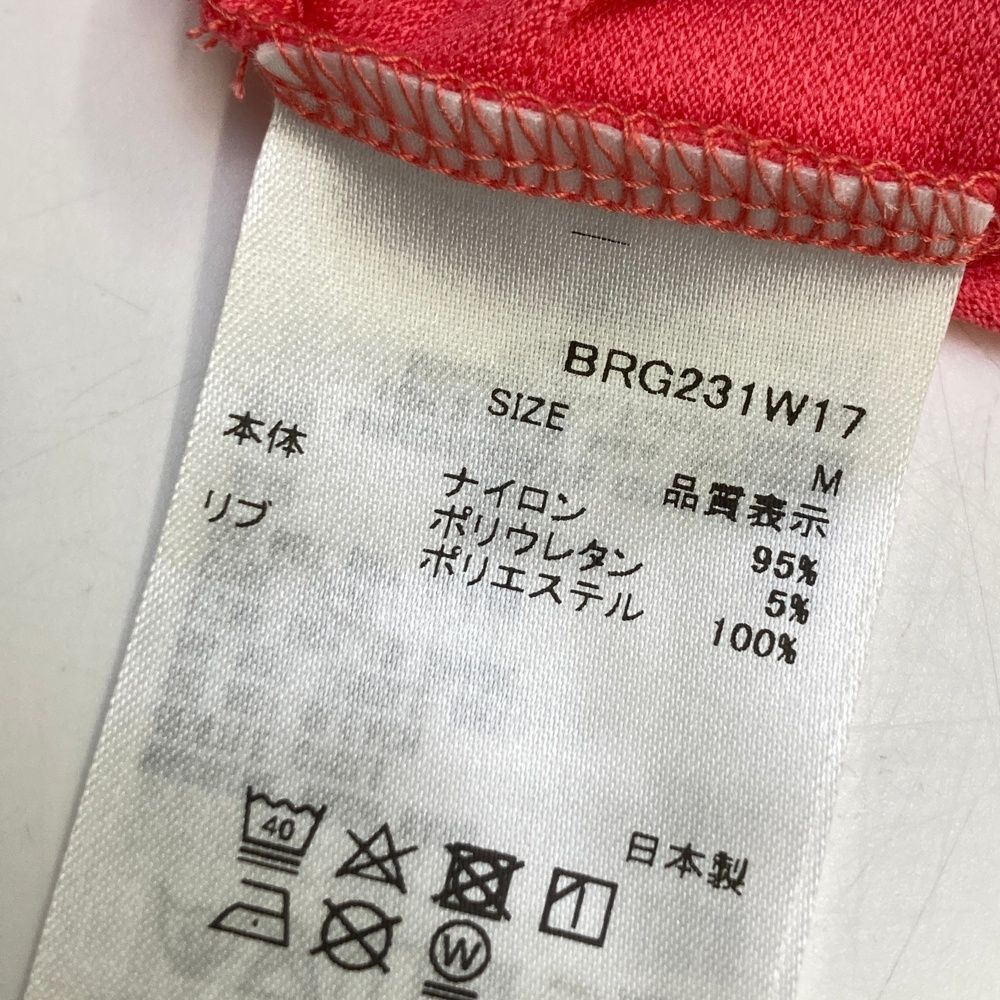 BRG231W17
SIZE M
品質表示
本体 ナイロン 95%
ポリウレタン 5%
リブ ポリエステル 100%
40
W
日本製